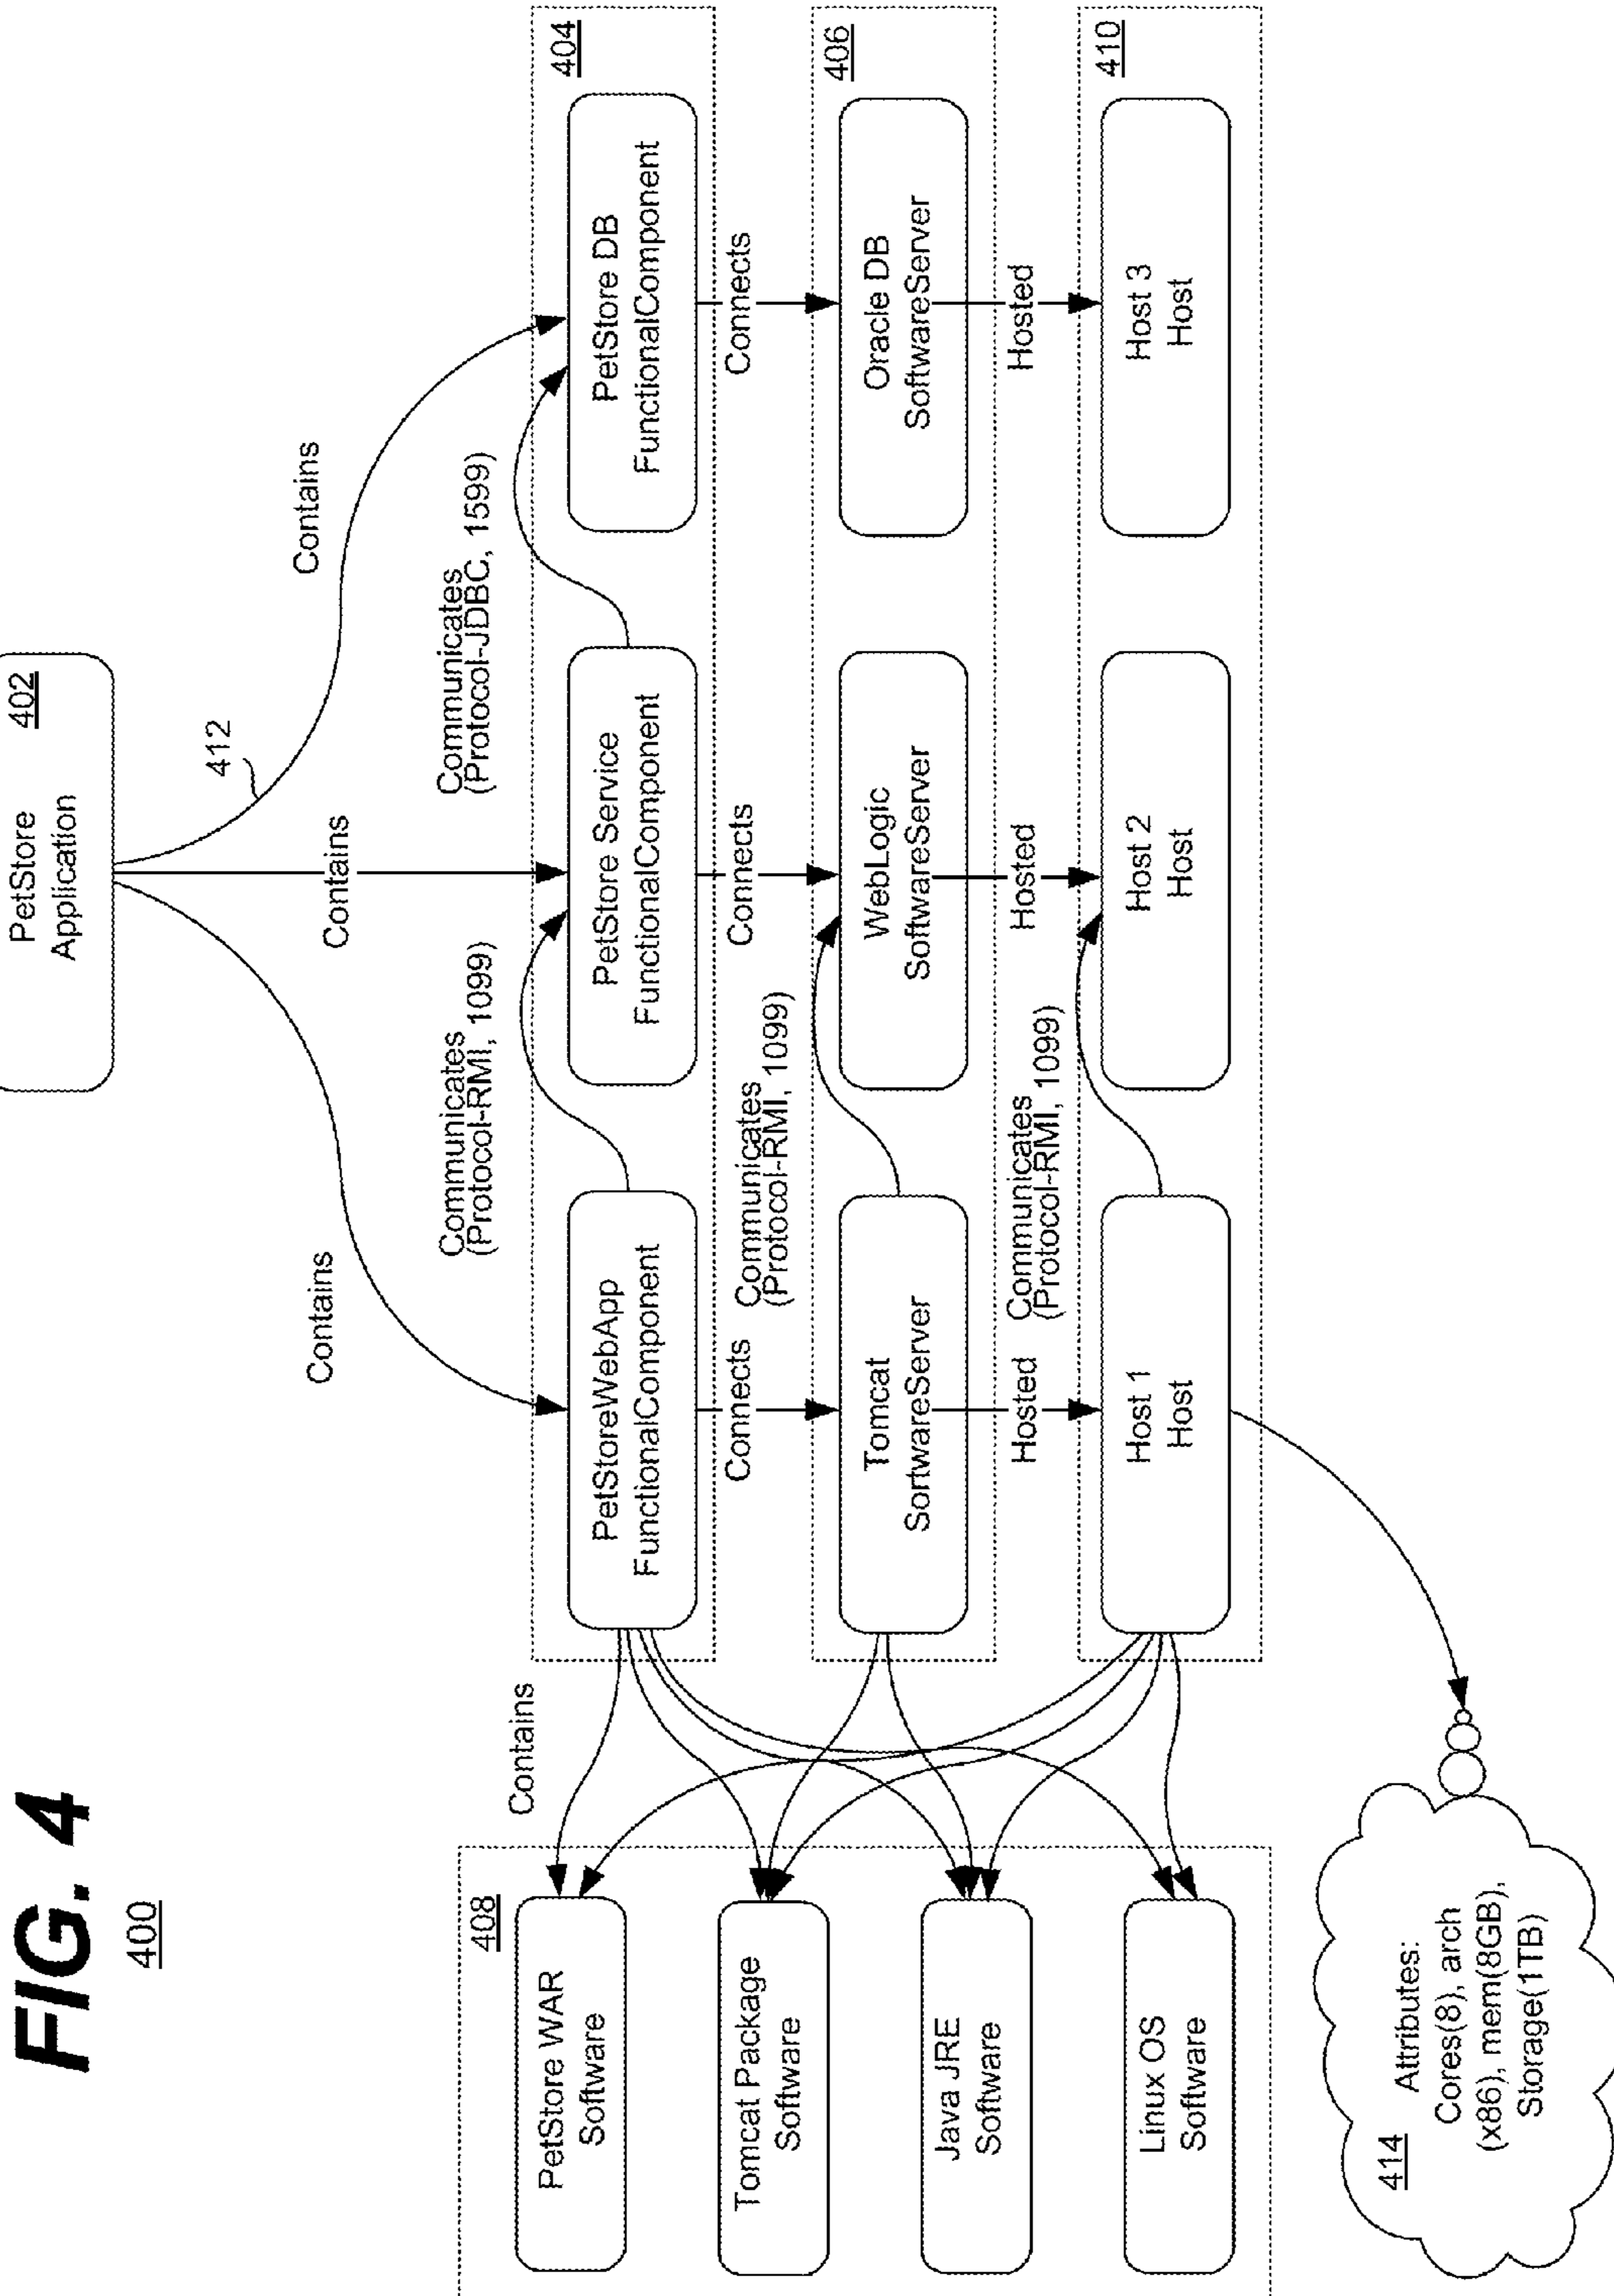 FIG. 4
400
PetStore
Application
402
412
Contains
Contains
Contains
Communicates
(Protocol-RMI, 1099)
Communicates
(Protocol-JDBC, 1599)
404
PetStoreWebApp
FunctionalComponent
PetStore Service
FunctionalComponent
PetStore DB
FunctionalComponent
Contains
Connects
Connects
Connects
Communicates
(Protocol-RMI, 1099)
406
Tomcat
SortwareServer
WebLogic
SoftwareServer
Oracle DB
SoftwareServer
Hosted
Hosted
Hosted
Communicates
(Protocol-RMI, 1099)
410
Host 1
Host
Host 2
Host
Host 3
Host
408
PetStore WAR
Software
Tomcat Package
Software
Java JRE
Software
Linux OS
Software
414
Attributes:
Cores(8), arch
(x86), mem(8GB),
Storage(1TB)